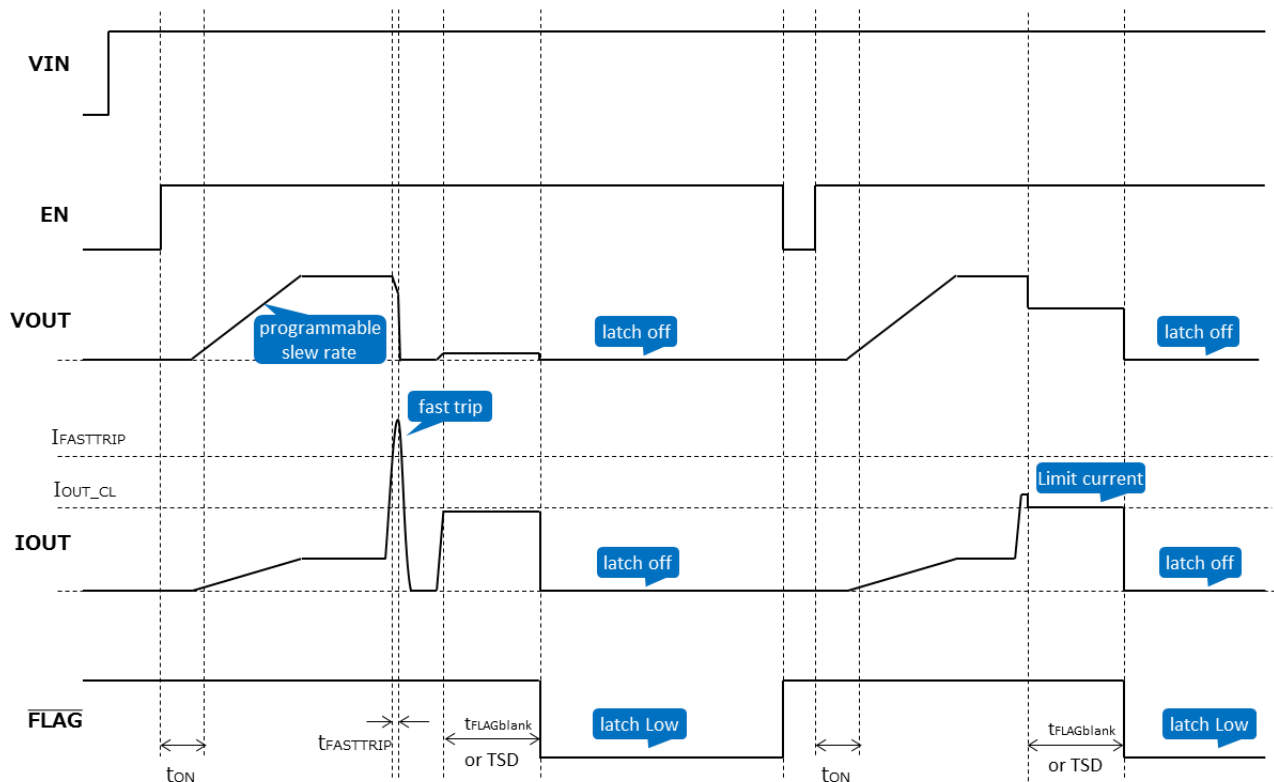 VIN
EN
VOUT
programmable
slew rate
latch off
latch off
fast trip
IFASTTRIP
IOUT_CL
Limit current
IOUT
latch off
latch off
FLAG
tON
tFASTTRIP
tFLAGblank
or TSD
latch Low
tON
tFLAGblank
or TSD
latch Low